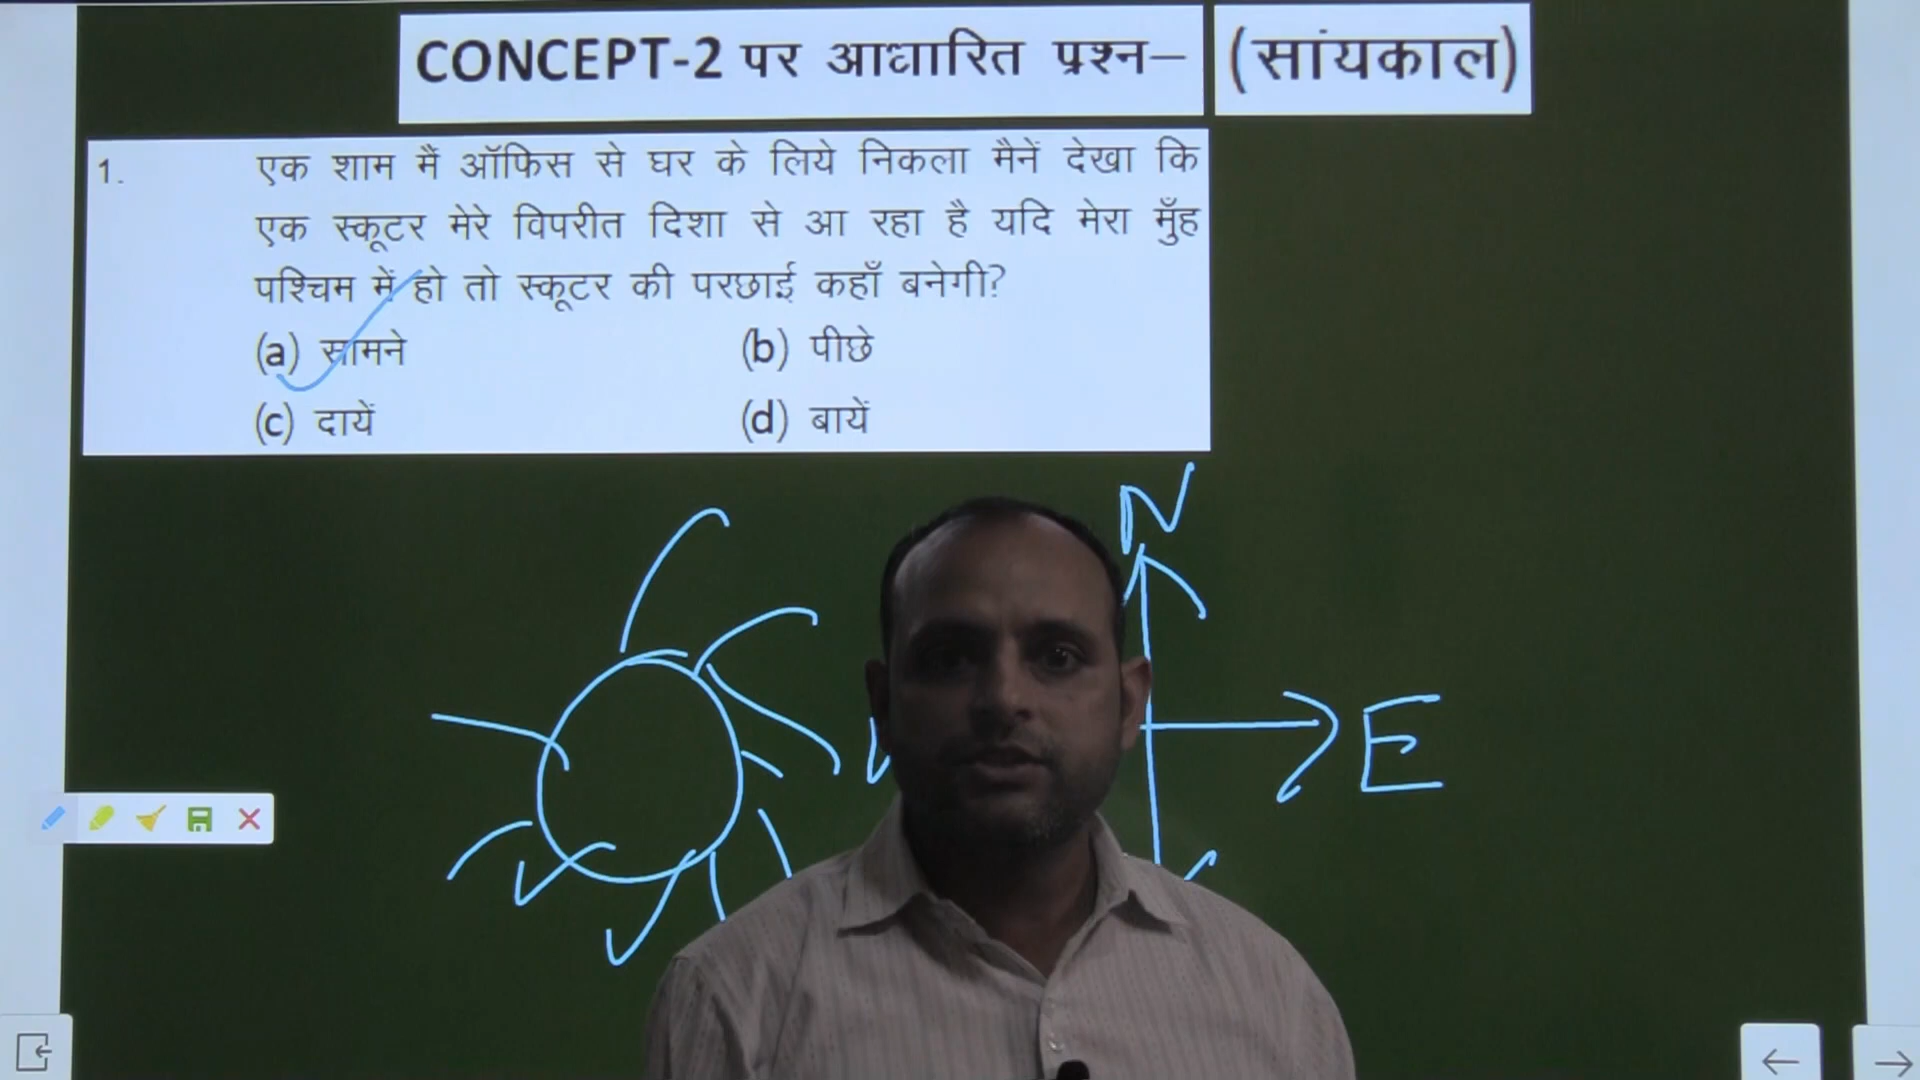 CONCEPT-2 पर आधारित प्रश्न– (सांयकाल)
1. एक शाम मैं ऑफिस से घर के लिये निकला मैनें देखा कि
एक स्कूटर मेरे विपरीत दिशा से आ रहा है यदि मेरा मुँह
पश्चिम में हो तो स्कूटर की परछाई कहाँ बनेगी?
(a) सामने (b) पीछे
(c) दायें (d) बायें
N
E